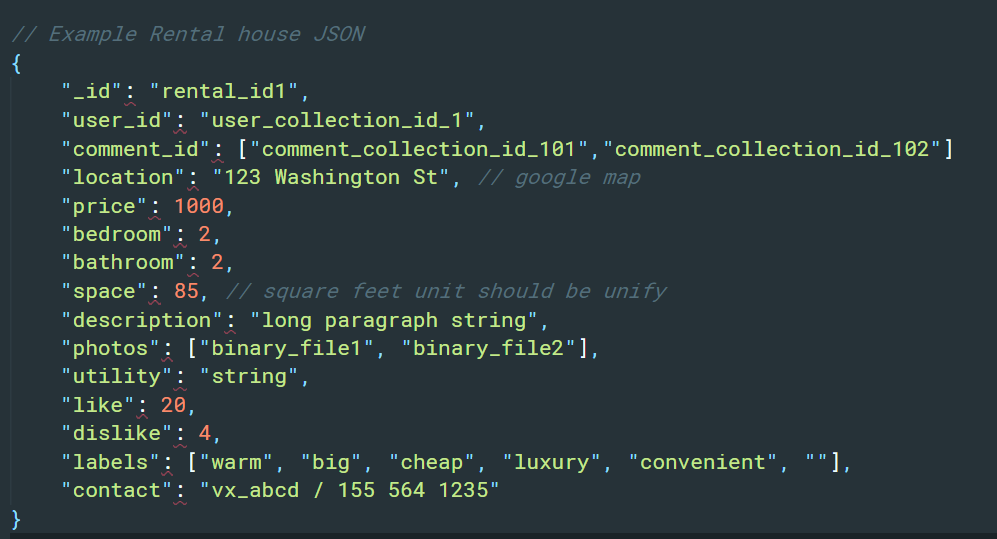 // Example Rental house JSON
{
"_id": "rental_id1",
"user_id": "user_collection_id_1",
"comment_id": ["comment_collection_id_101","comment_collection_id_102"]
"location": "123 Washington St", // google map
"price": 1000,
"bedroom": 2,
"bathroom": 2,
"space": 85, // square feet unit should be unify
"description": "long paragraph string",
"photos": ["binary_file1", "binary_file2"],
"utility": "string",
"like": 20,
"dislike": 4,
"labels": ["warm", "big", "cheap", "luxury", "convenient", ""],
"contact": "vx_abcd / 155 564 1235"
}